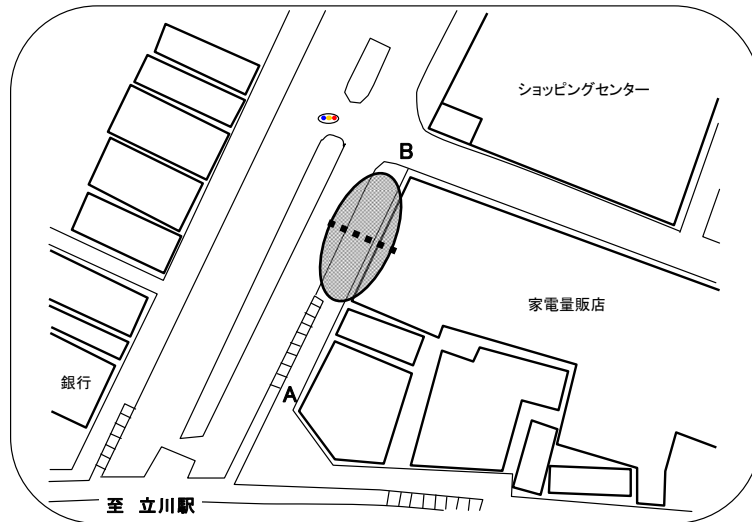 ショッピングセンター
B
家電量販店
銀行
A
至 立川駅